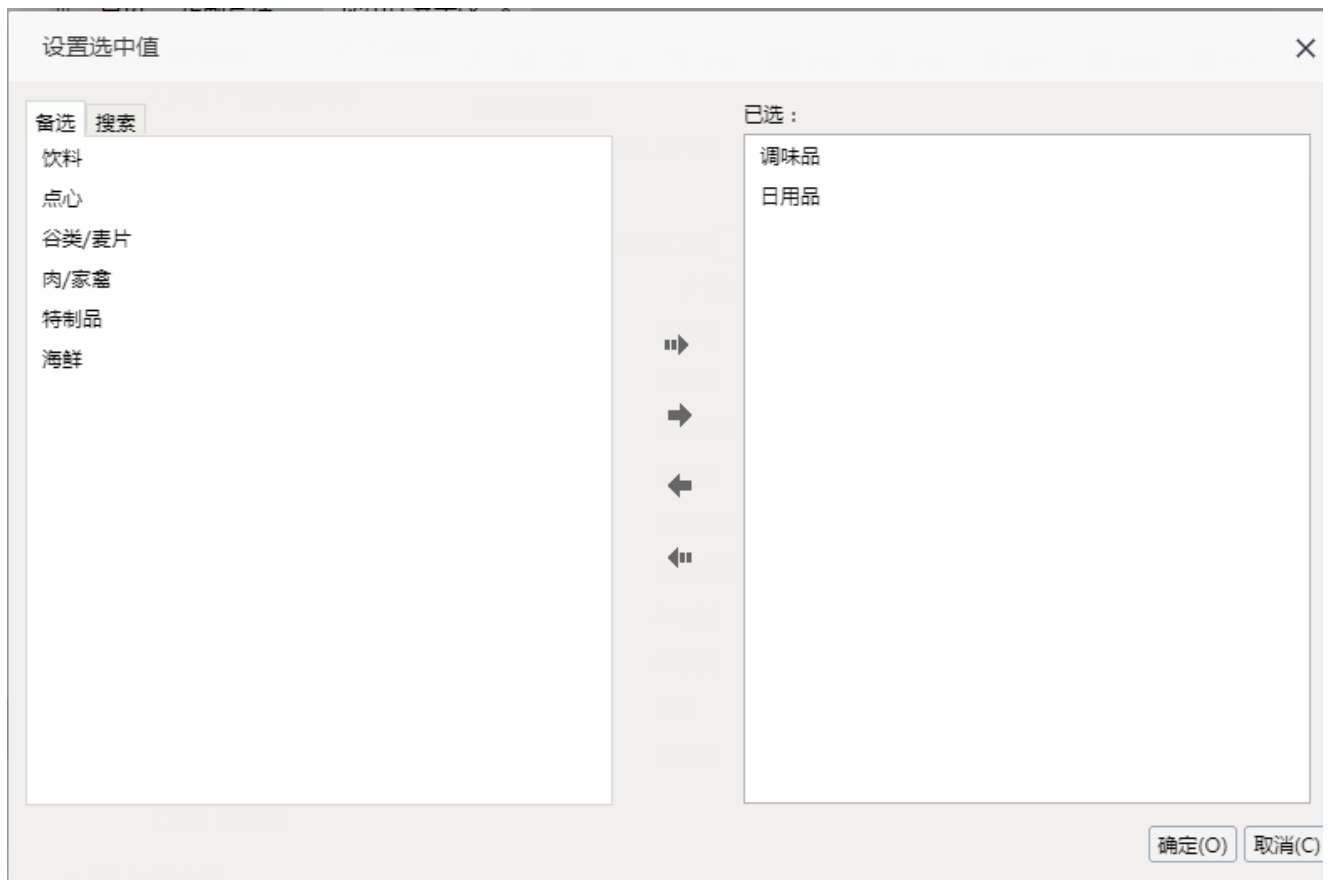 设置选中值
备选 搜索
饮料
点心
谷类/麦片
肉/家禽
特制品
海鲜
已选：
调味品
日用品
确定(O) 取消(C)